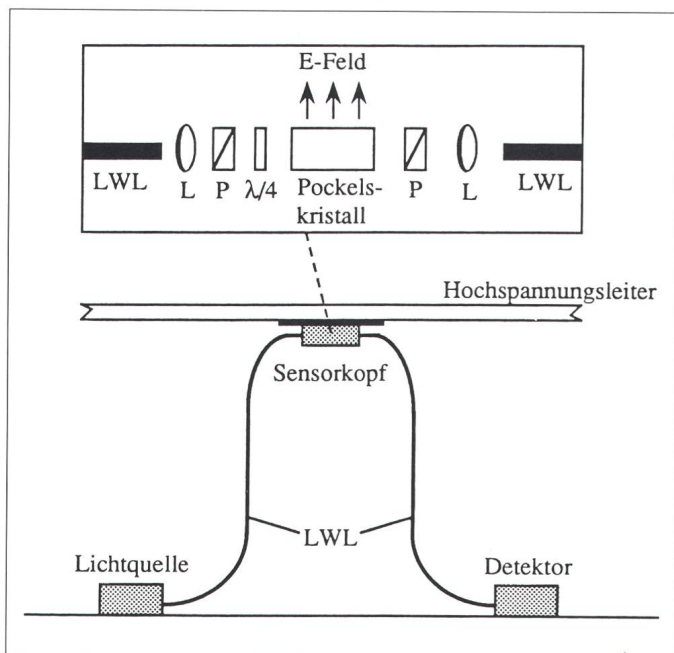 E-Feld
LWL
L
P
λ/4
Pockels-
kristall
P
L
LWL
Hochspannungsleiter
Sensorkopf
LWL
Lichtquelle
Detektor